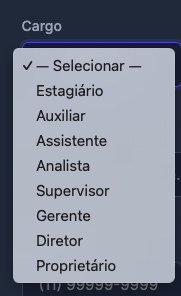 Cargo
✓ — Selecionar —
Estagiário
Auxiliar
Assistente
Analista
Supervisor
Gerente
Diretor
Proprietário
(11) 99999-9999